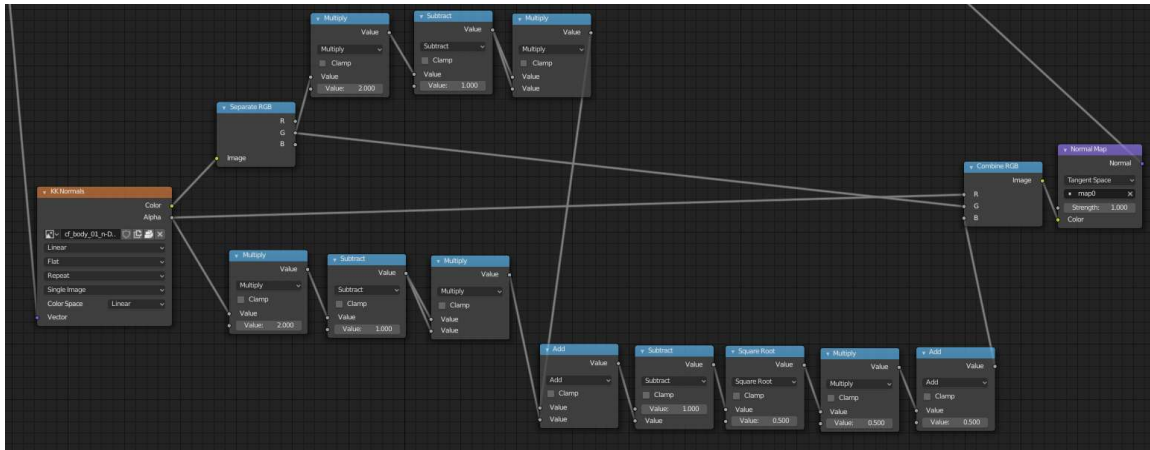 Multiply
Value
Multiply
Clamp
Value
Value: 2.000
Subtract
Value
Subtract
Clamp
Value
Value: 1.000
Multiply
Value
Multiply
Clamp
Value
Value
Separate RGB
R
G
B
Image
KK Normals
Color
Alpha
cf_body_01_n-D...
Linear
Flat
Repeat
Single Image
Color Space Linear
Vector
Multiply
Value
Multiply
Clamp
Value
Value: 2.000
Subtract
Value
Subtract
Clamp
Value
Value: 1.000
Multiply
Value
Multiply
Clamp
Value
Value
Add
Value
Add
Clamp
Value
Value
Subtract
Value
Subtract
Clamp
Value: 1.000
Value
Square Root
Value
Square Root
Clamp
Value
Value: 0.500
Multiply
Value
Multiply
Clamp
Value
Value: 0.500
Add
Value
Add
Clamp
Value
Value: 0.500
Combine RGB
Image
R
G
B
Normal Map
Normal
Tangent Space
map0
Strength: 1.000
Color